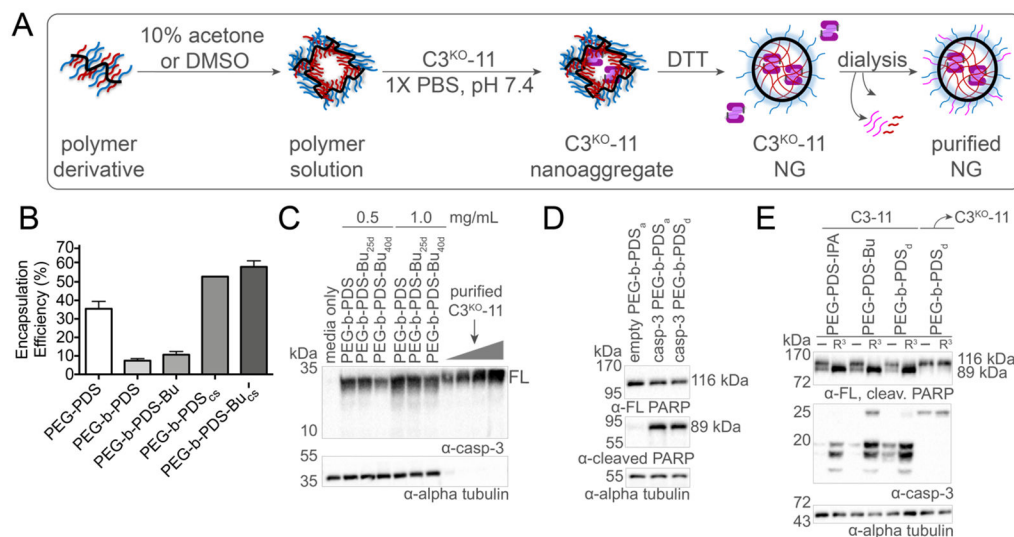 A
10% acetone
or DMSO
C3KO-11
1X PBS, pH 7.4
DTT
dialysis
polymer
derivative
polymer
solution
C3KO-11
nanoaggregate
C3KO-11
NG
purified
NG
B
Encapsulation
Efficiency (%)
70
60
50
40
30
20
10
0
PEG-PDS
PEG-b-PDS
PEG-b-PDS-Bu
PEG-b-PDScs
PEG-b-PDS-Bucs
C
0.5
1.0
mg/mL
media only
PEG-b-PDS
PEG-b-PDS-Bu25d
PEG-b-PDS-Bu40d
PEG-b-PDS
PEG-b-PDS-Bu25d
PEG-b-PDS-Bu40d
purified
C3KO-11
kDa
35
FL
10
α-casp-3
55
35
α-alpha tubulin
D
empty PEG-b-PDSa
casp-3 PEG-b-PDSa
casp-3 PEG-b-PDSd
kDa
170
116 kDa
95
α-FL PARP
95
89 kDa
55
α-cleaved PARP
55
α-alpha tubulin
E
C3-11
C3KO-11
PEG-PDS-IPA
PEG-PDS-Bu
PEG-b-PDSd
PEG-b-PDSd
kDa
– R3 – R3 – R3 – R3
170
116 kDa
89 kDa
72
α-FL, cleav. PARP
25
20
α-casp-3
72
43
α-alpha tubulin